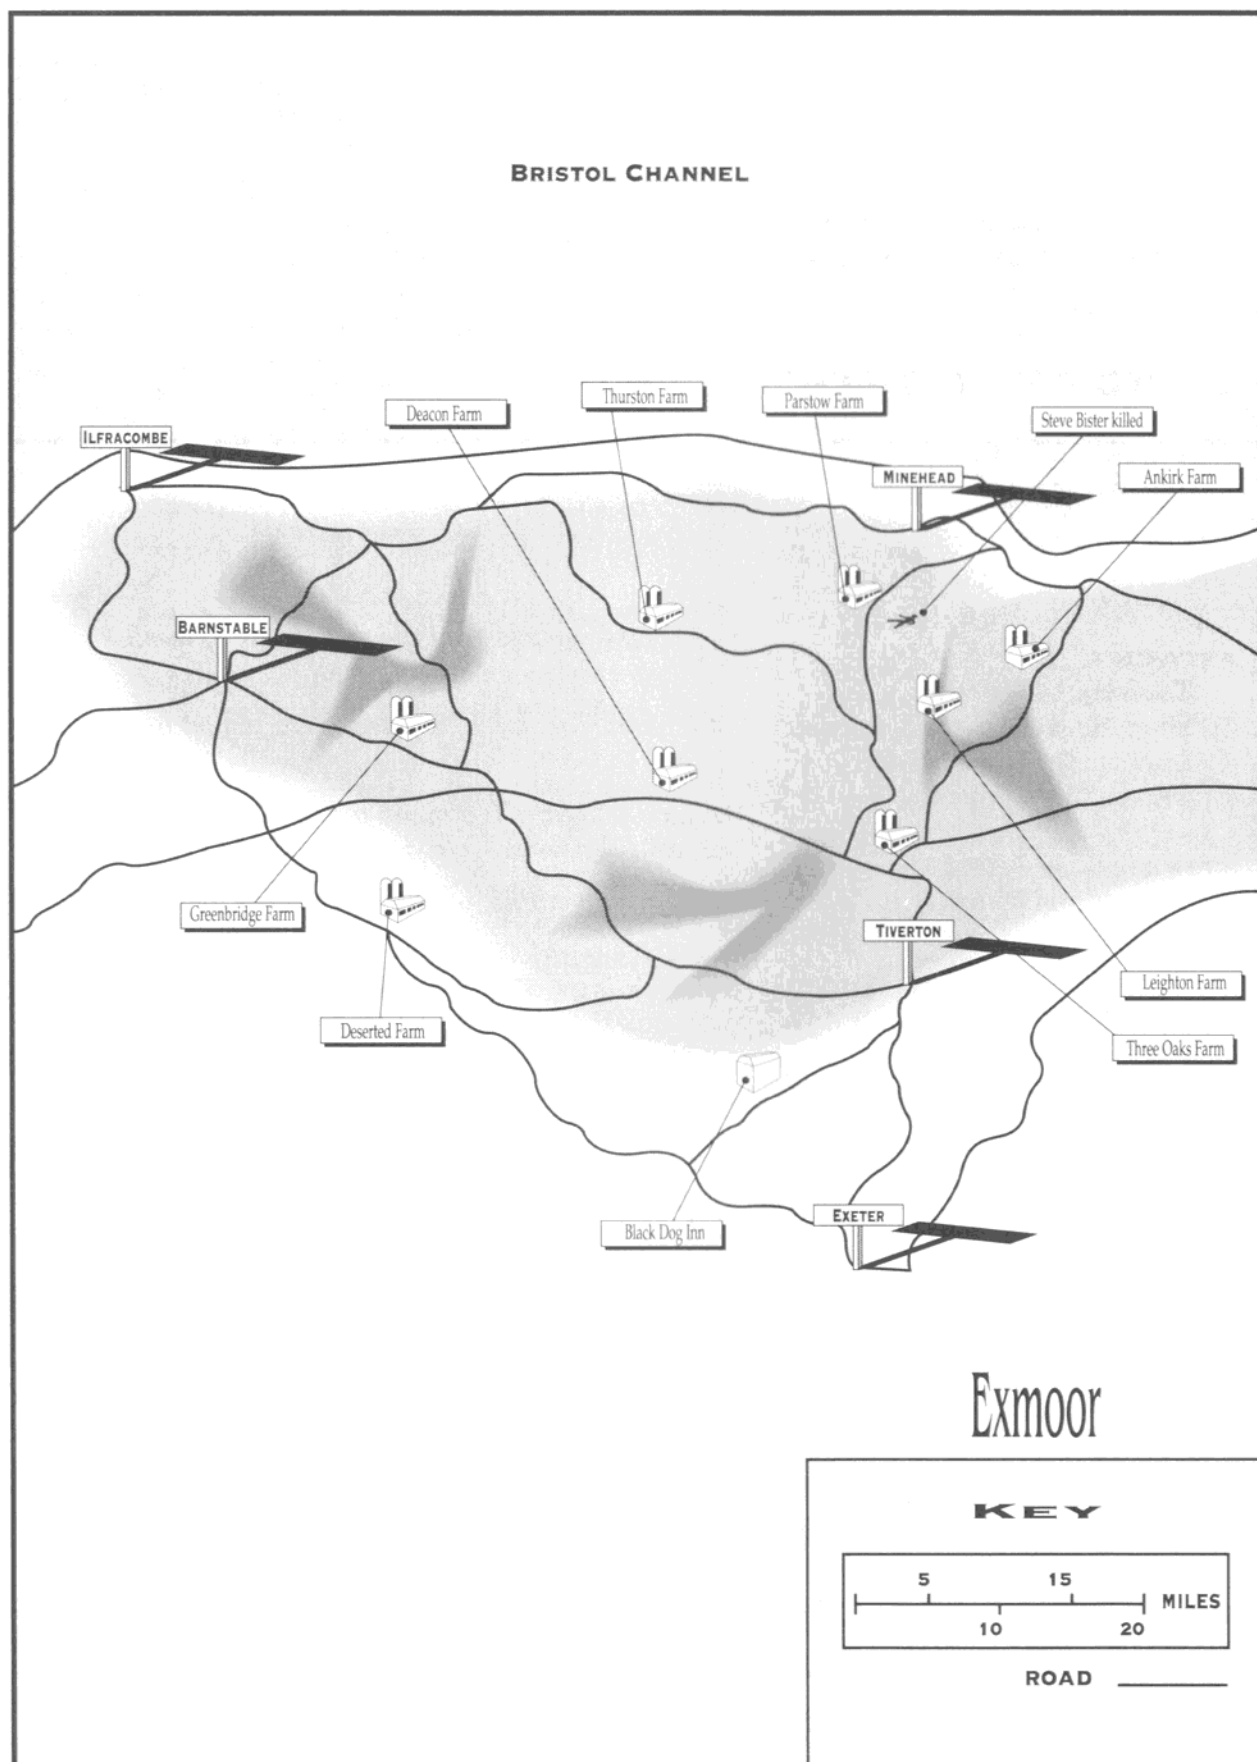 BRISTOL CHANNEL
Thurston Farm
Parstow Farm
Deacon Farm
Steve Bister killed
ILFRACOMBE
MINEHEAD
Ankirk Farm
BARNSTABLE
Greenbridge Farm
TIVERTON
Leighton Farm
Deserted Farm
Three Oaks Farm
Black Dog Inn
EXETER
Exmoor
KEY
5 15
MILES
10 20
ROAD